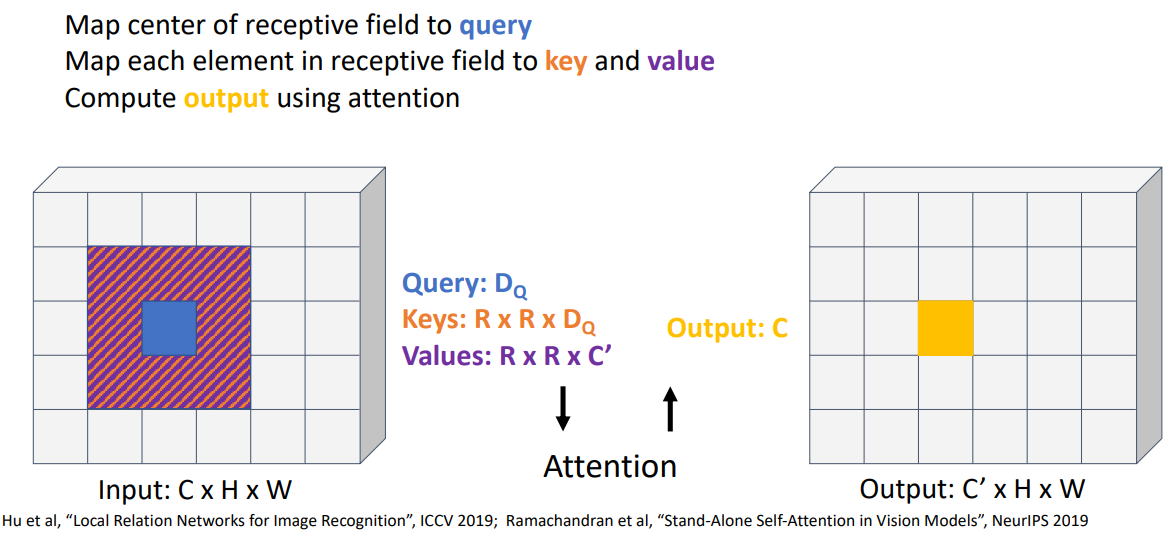 Map center of receptive field to query
Map each element in receptive field to key and value
Compute output using attention
Query: DQ
Keys: R x R x DQ
Values: R x R x C’
Output: C
Attention
Input: C x H x W
Output: C’ x H x W
Hu et al, “Local Relation Networks for Image Recognition”, ICCV 2019; Ramachandran et al, “Stand-Alone Self-Attention in Vision Models”, NeurIPS 2019